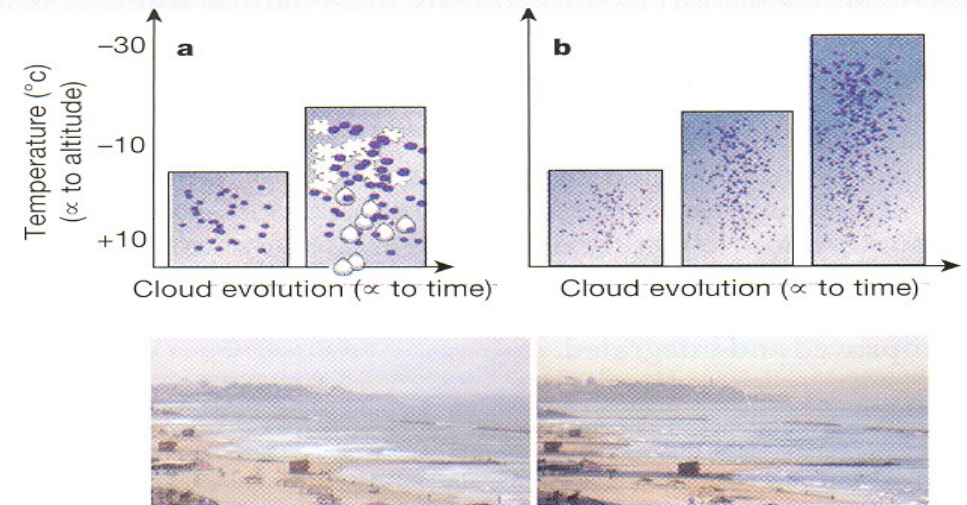 a
b
Temperature (°c)
(∝ to altitude)
−30
−10
+10
Cloud evolution (∝ to time)
Cloud evolution (∝ to time)